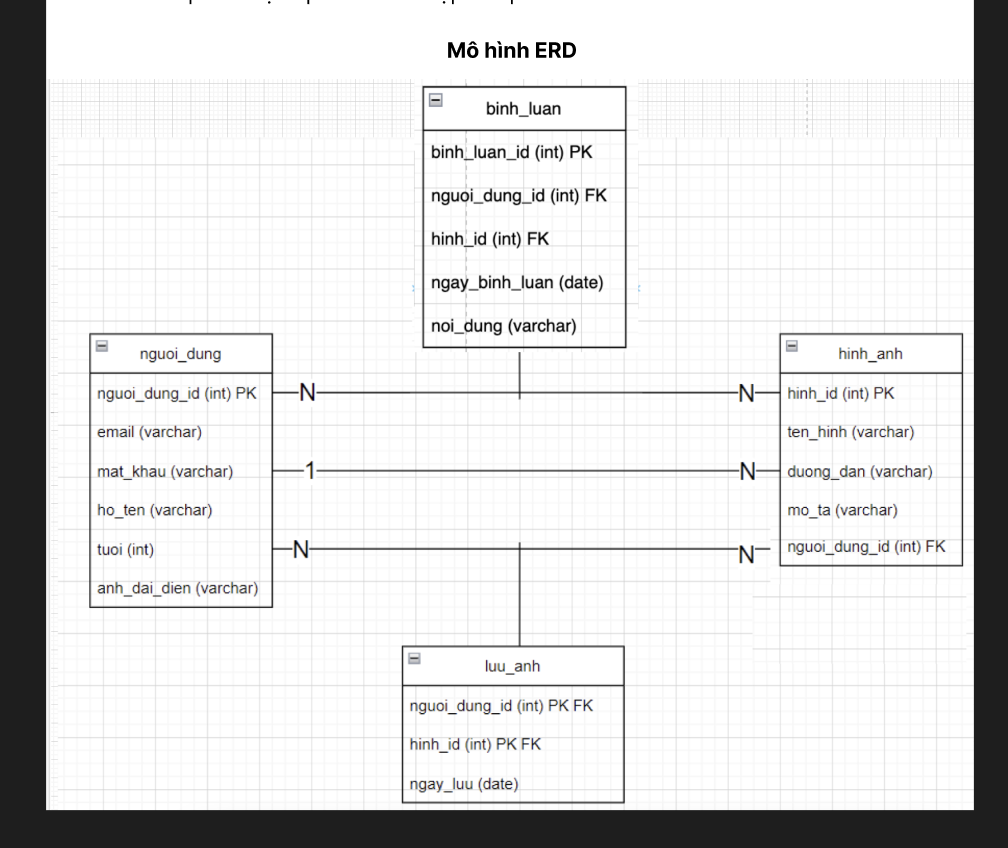 Mô hình ERD
binh_luan
binh_luan_id (int) PK
nguoi_dung_id (int) FK
hinh_id (int) FK
ngay_binh_luan (date)
noi_dung (varchar)
nguoi_dung
nguoi_dung_id (int) PK
email (varchar)
mat_khau (varchar)
ho_ten (varchar)
tuoi (int)
anh_dai_dien (varchar)
N
N
1
N
N
N
hinh_anh
hinh_id (int) PK
ten_hinh (varchar)
duong_dan (varchar)
mo_ta (varchar)
nguoi_dung_id (int) FK
luu_anh
nguoi_dung_id (int) PK FK
hinh_id (int) PK FK
ngay_luu (date)